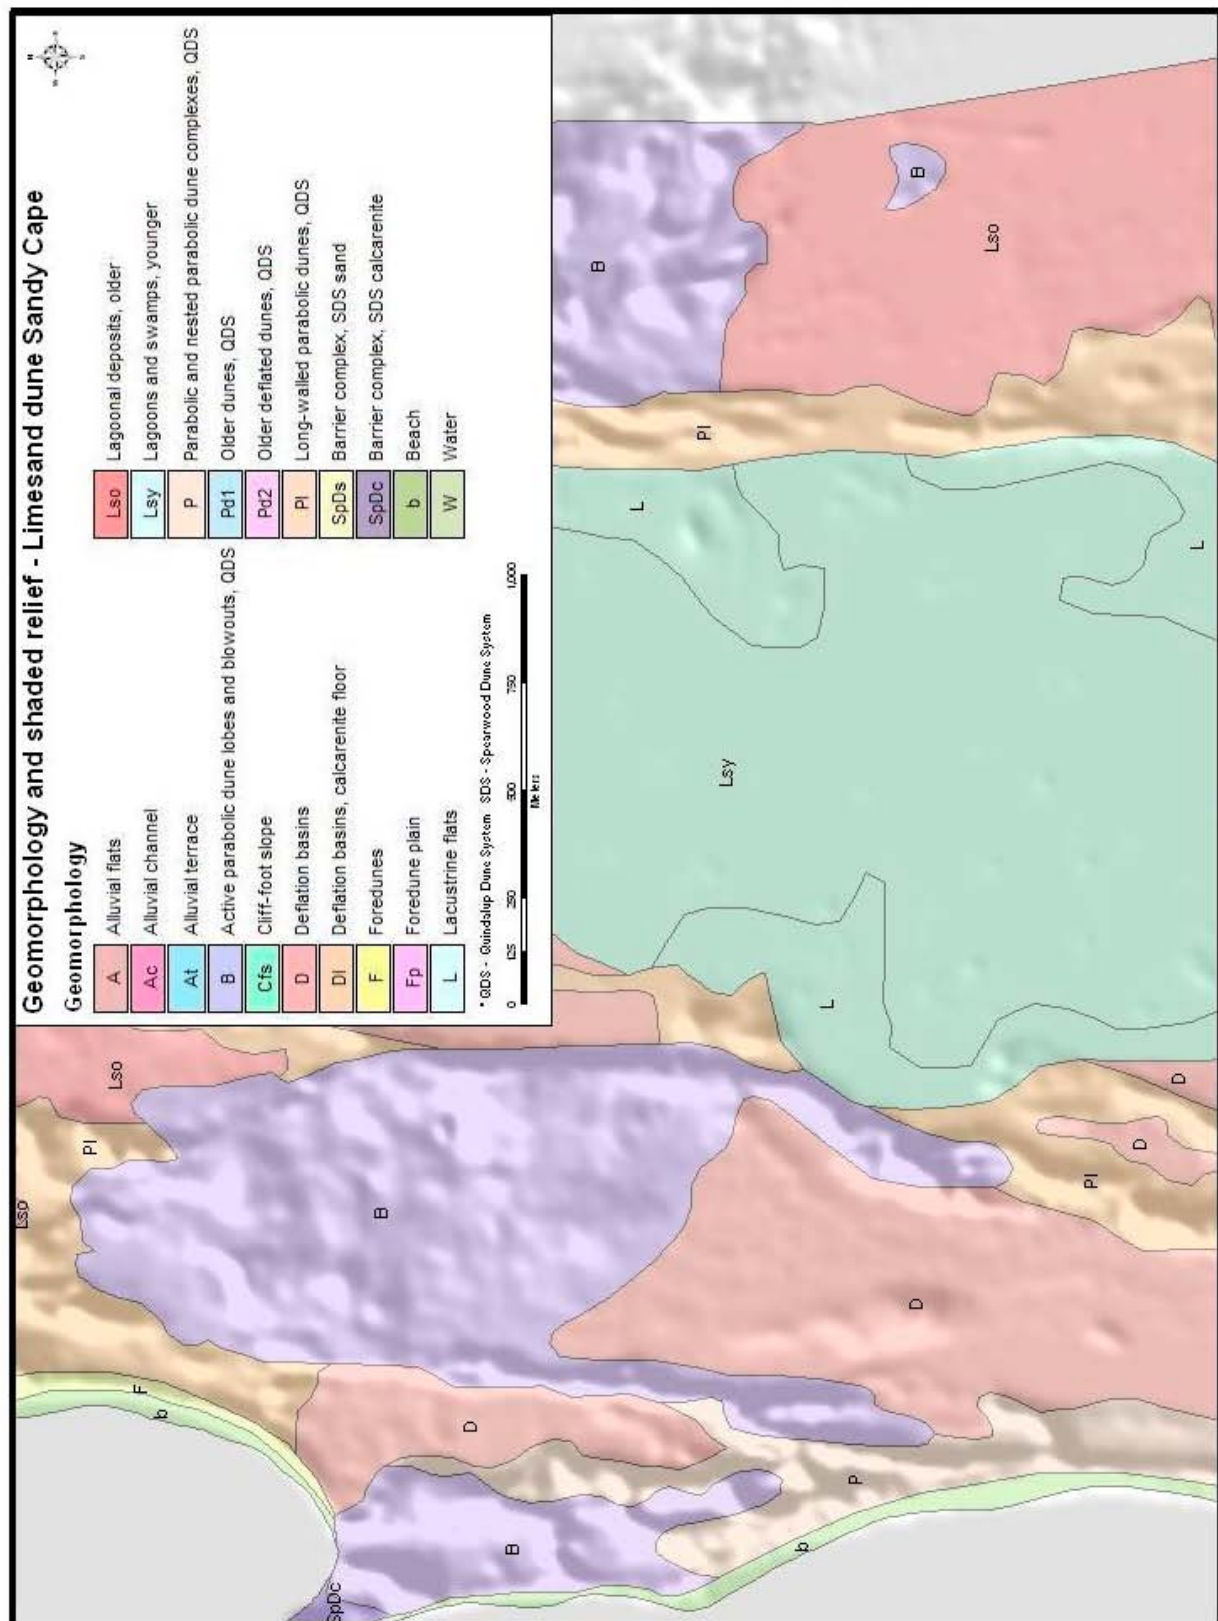 Geomorphology and shaded relief - Limesand dune Sandy Cape
Geomorphology
A Alluvial flats
Ac Alluvial channel
At Alluvial terrace
B Active parabolic dune lobes and blowouts, QDS
Cfs Cliff-foot slope
D Deflation basins
Dl Deflation basins, calcarenite floor
F Foredunes
Fp Foredune plain
L Lacustrine flats
Lso Lagoonal deposits, older
Lsy Lagoons and swamps, younger
P Parabolic and nested parabolic dune complexes, QDS
Pd1 Older dunes, QDS
Pd2 Older deflated dunes, QDS
Pl Long-walled parabolic dunes, QDS
SpDs Barrier complex, SDS sand
SpDc Barrier complex, SDS calcarenite
b Beach
W Water
0 125 250 500 750 1,000
Meters
* QDS - Quindalup Dune System SDS - Spearwood Dune System
Lso
Lso
Pl
B
F
b
D
B
SpDc
b
P
D
Pl
D
D
L
Lsy
L
L
Pl
B
Lso
B